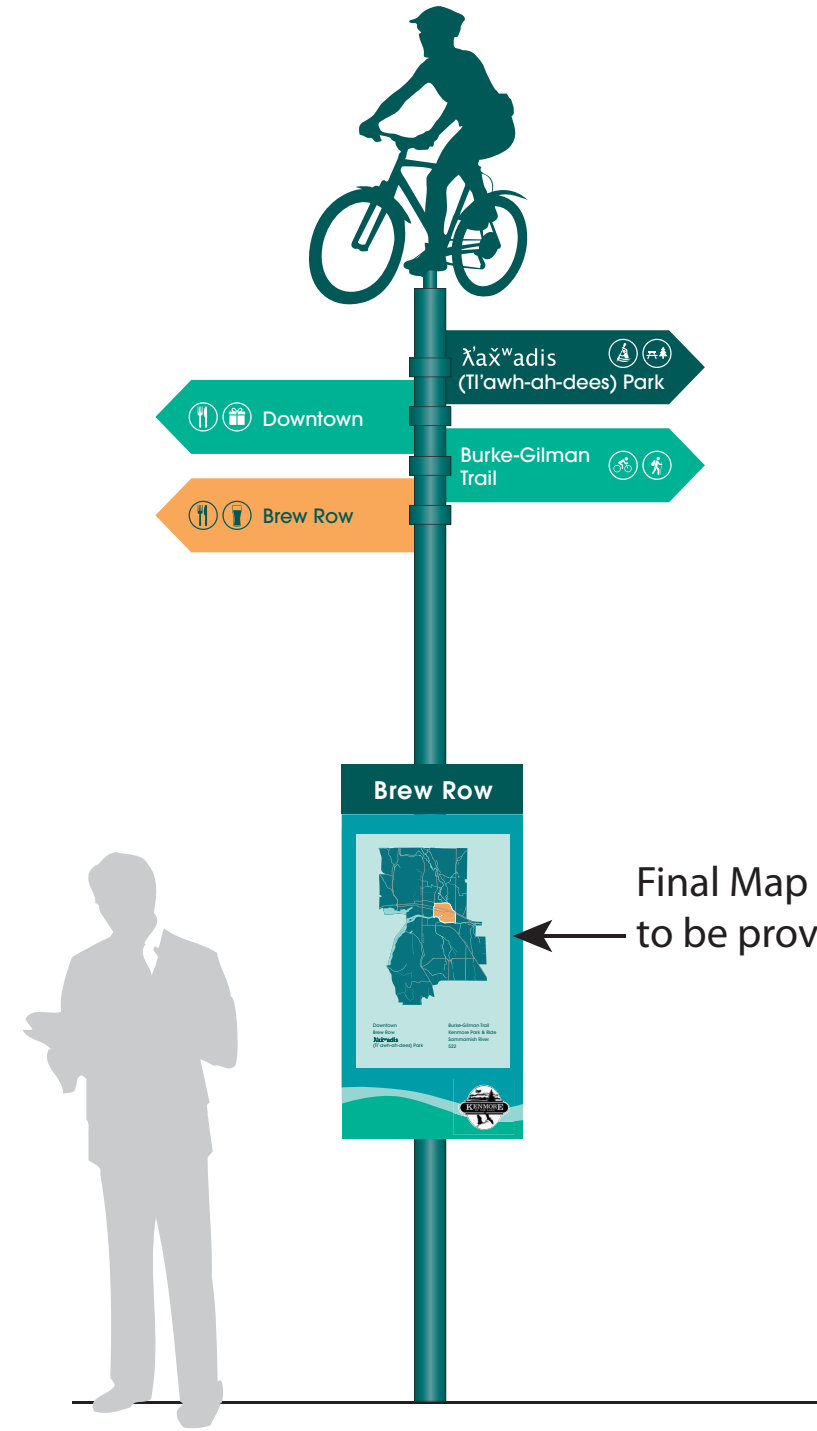 ƛ̕ax̌ʷadis
(Tl'awh-ah-dees) Park
Downtown
Burke-Gilman
Trail
Brew Row
Brew Row
Final Map
to be prov
Downtown
Brew Row
ƛ̕ax̌ʷadis
(Tl'awh-ah-dees) Park
Burke-Gilman Trail
Kenmore Park & Ride
Sammamish River
522
KENMORE